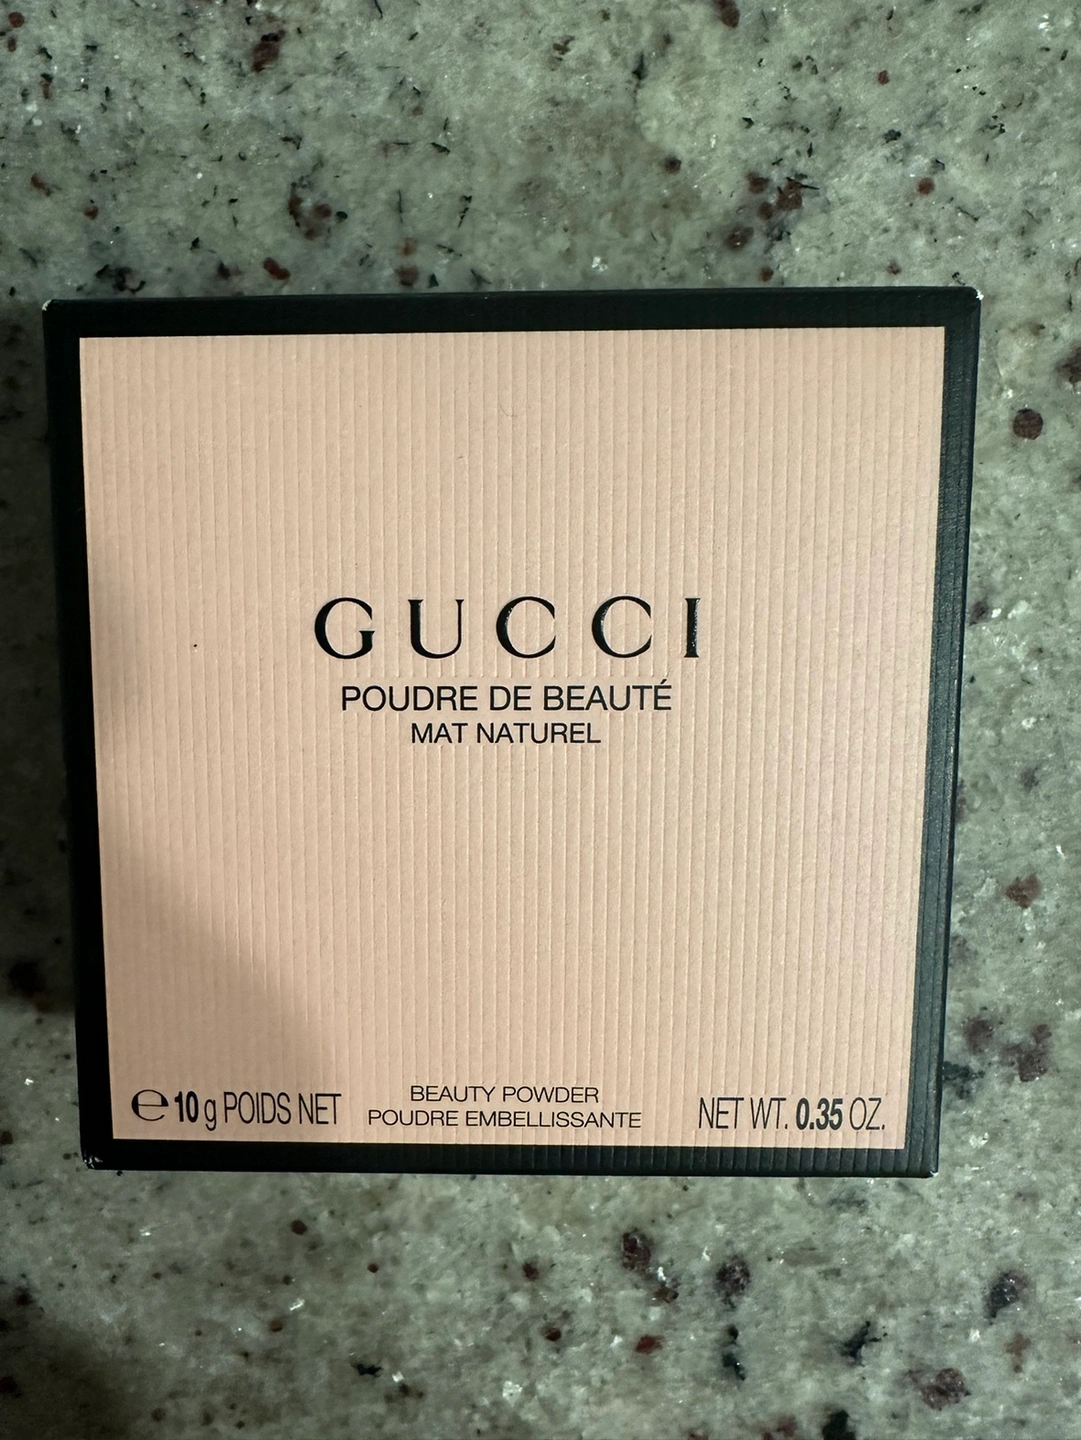 GUCCI
POUDRE DE BEAUTÉ
MAT NATUREL
℮ 10 g POIDS NET
BEAUTY POWDER
POUDRE EMBELLISSANTE
NET WT. 0.35 OZ.